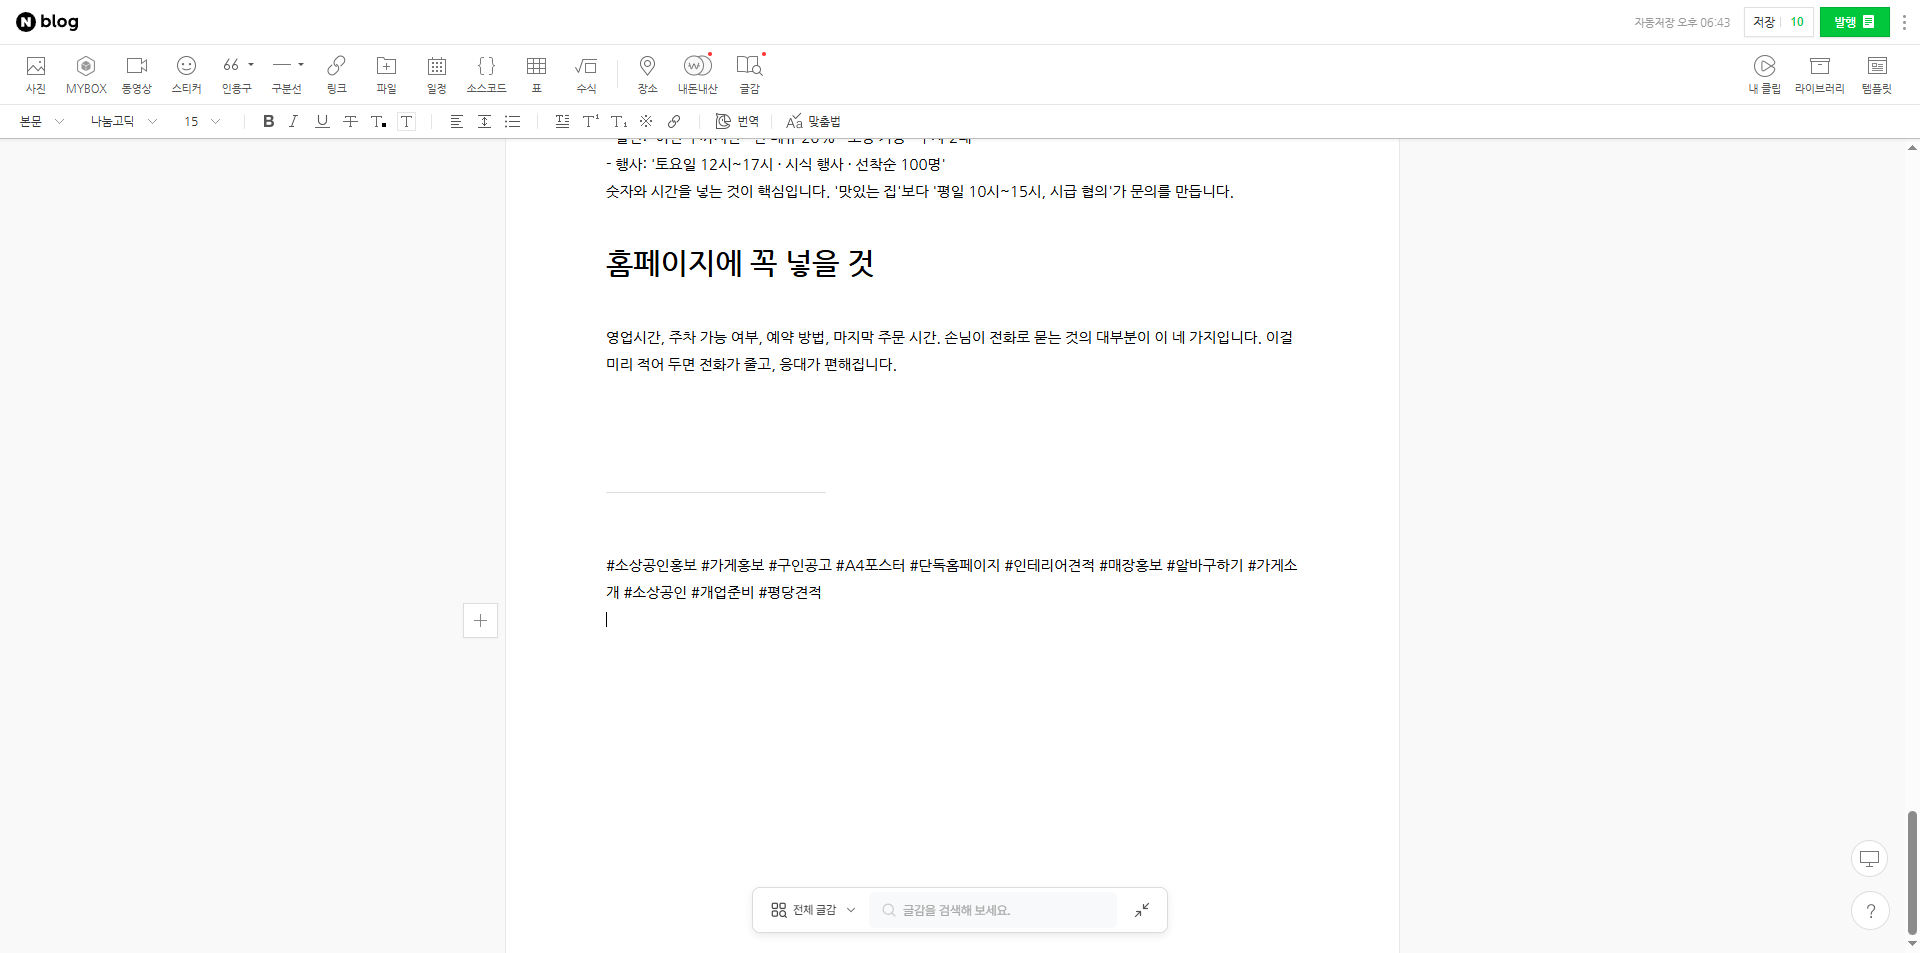 blog
자동저장 오후 06:43
저장 10
발행
사진
MYBOX
동영상
스티커
인용구
구분선
링크
파일
일정
소스코드
표
수식
장소
내돈내산
글감
내 클립
라이브러리
템플릿
본문
나눔고딕
15
번역
맞춤법
- 행사: '토요일 12시~17시 · 시식 행사 · 선착순 100명'
숫자와 시간을 넣는 것이 핵심입니다. '맛있는 집'보다 '평일 10시~15시, 시급 협의'가 문의를 만듭니다.
홈페이지에 꼭 넣을 것
영업시간, 주차 가능 여부, 예약 방법, 마지막 주문 시간. 손님이 전화로 묻는 것의 대부분이 이 네 가지입니다. 이걸
미리 적어 두면 전화가 줄고, 응대가 편해집니다.
#소상공인홍보 #가게홍보 #구인공고 #A4포스터 #단독홈페이지 #인테리어견적 #매장홍보 #알바구하기 #가게소
개 #소상공인 #개업준비 #평당견적
전체 글감
글감을 검색해 보세요.